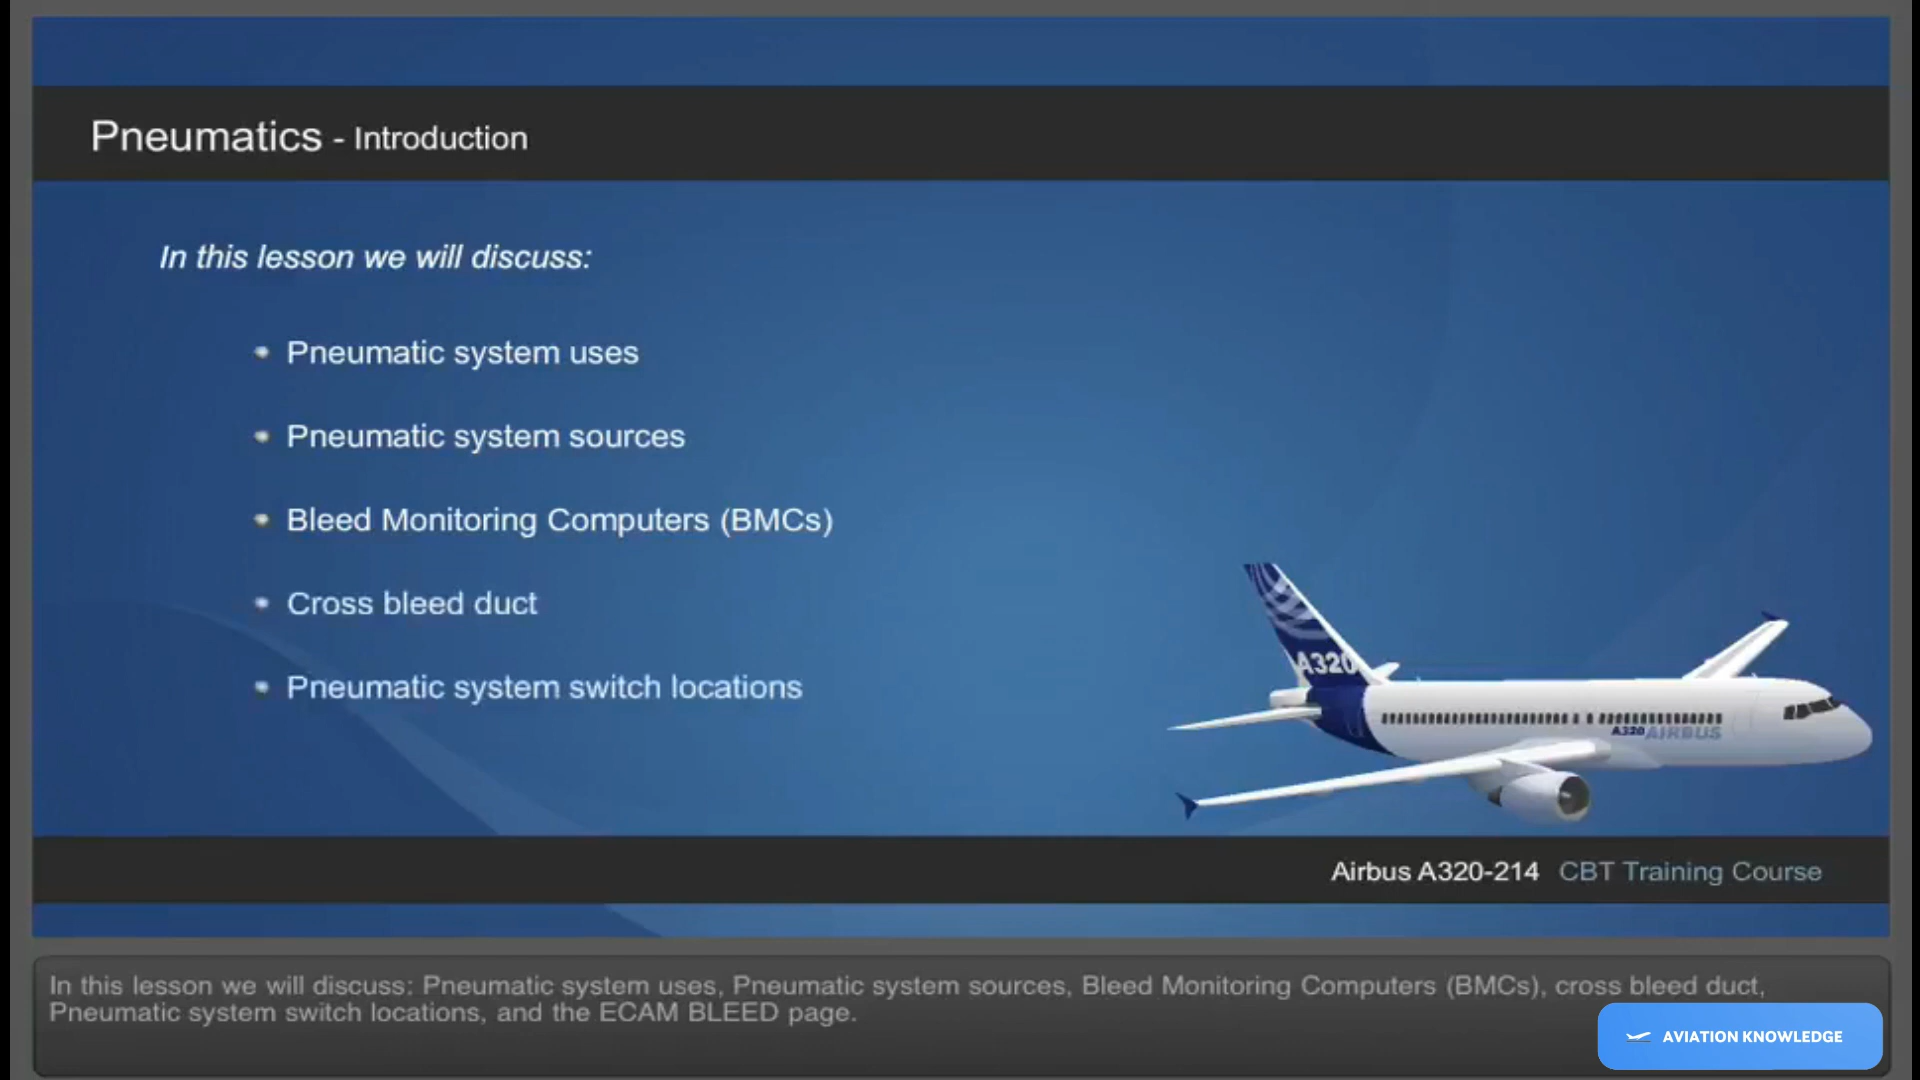 Pneumatics - Introduction
In this lesson we will discuss:
Pneumatic system uses
Pneumatic system sources
Bleed Monitoring Computers (BMCs)
Cross bleed duct
Pneumatic system switch locations
A320
A320 AIRBUS
Airbus A320-214 CBT Training Course
In this lesson we will discuss: Pneumatic system uses, Pneumatic system sources, Bleed Monitoring Computers (BMCs), cross bleed duct,
Pneumatic system switch locations, and the ECAM BLEED page.
AVIATION KNOWLEDGE